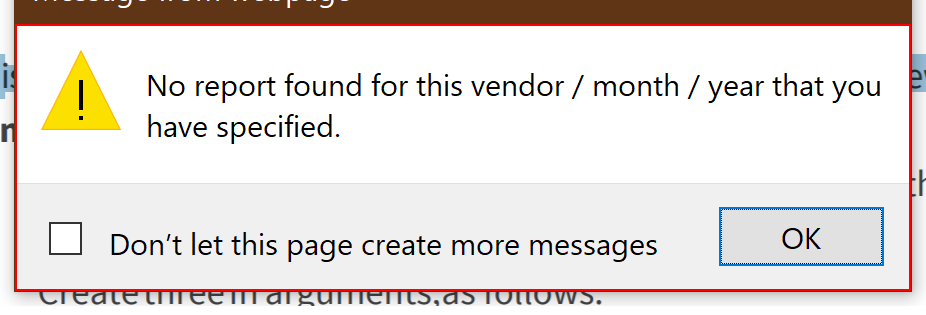 Message from webpage
No report found for this vendor / month / year that you
have specified.
Don't let this page create more messages
OK
Create three in arguments, as follows: